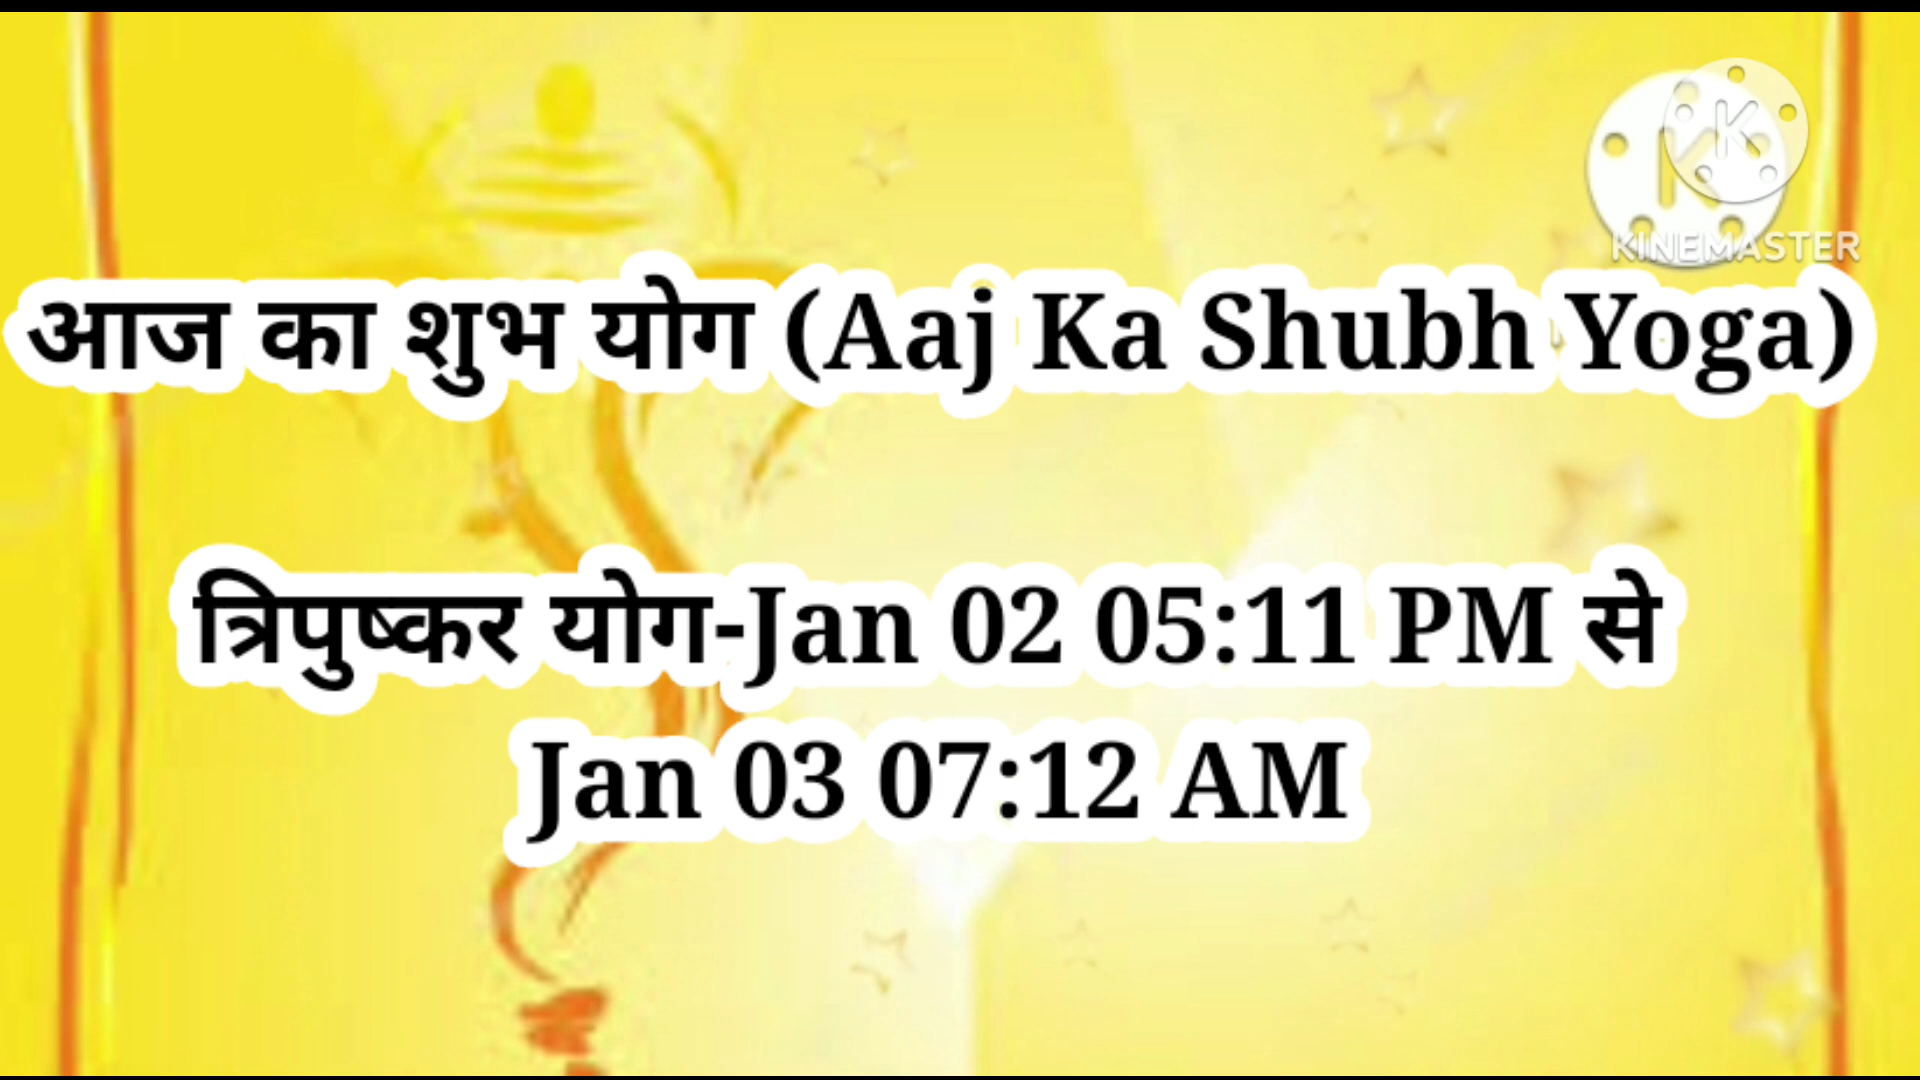 KINEMASTER
आज का शुभ योग (Aaj Ka Shubh Yoga)
त्रिपुष्कर योग-Jan 02 05:11 PM से
Jan 03 07:12 AM